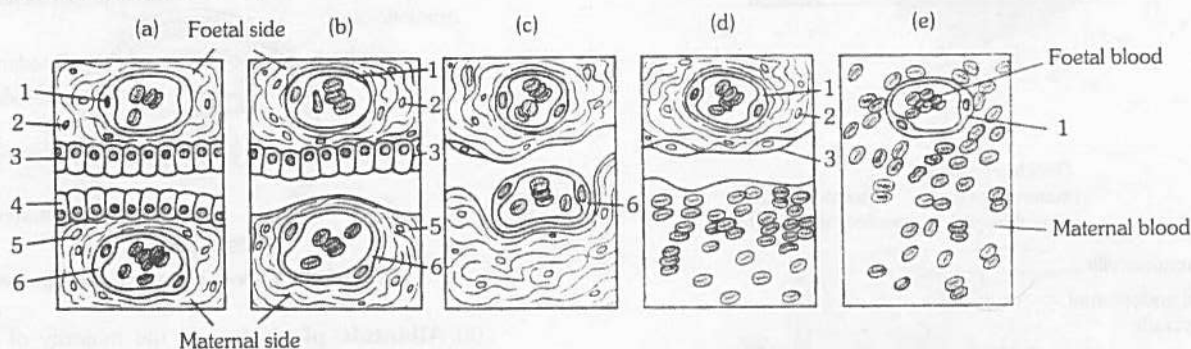 (a) Foetal side (b) (c) (d) (e)
Foetal blood
1 1 1
2 2 2 1
3 3 3
4 6
5 5 Maternal blood
6 6
Maternal side